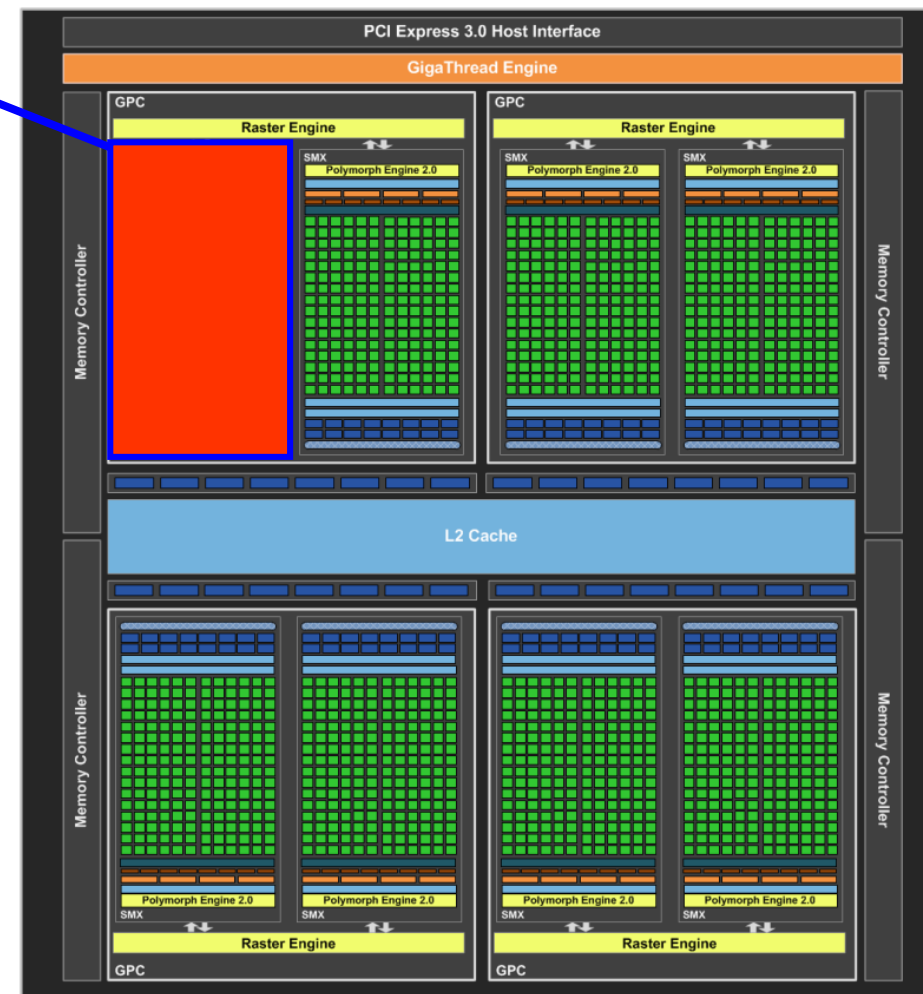 PCI Express 3.0 Host Interface
GigaThread Engine
GPC
Raster Engine
SMX
Polymorph Engine 2.0
GPC
Raster Engine
SMX
Polymorph Engine 2.0
SMX
Polymorph Engine 2.0
Memory Controller
Memory Controller
L2 Cache
Memory Controller
Memory Controller
Polymorph Engine 2.0
SMX
Polymorph Engine 2.0
SMX
Raster Engine
GPC
Polymorph Engine 2.0
SMX
Polymorph Engine 2.0
SMX
Raster Engine
GPC